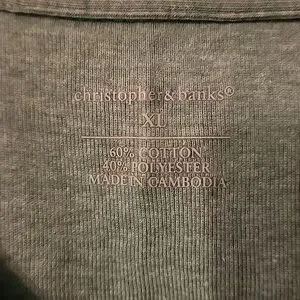 christopher&banks®
XL
60% COTTON
40% POLYESTER
MADE IN CAMBODIA